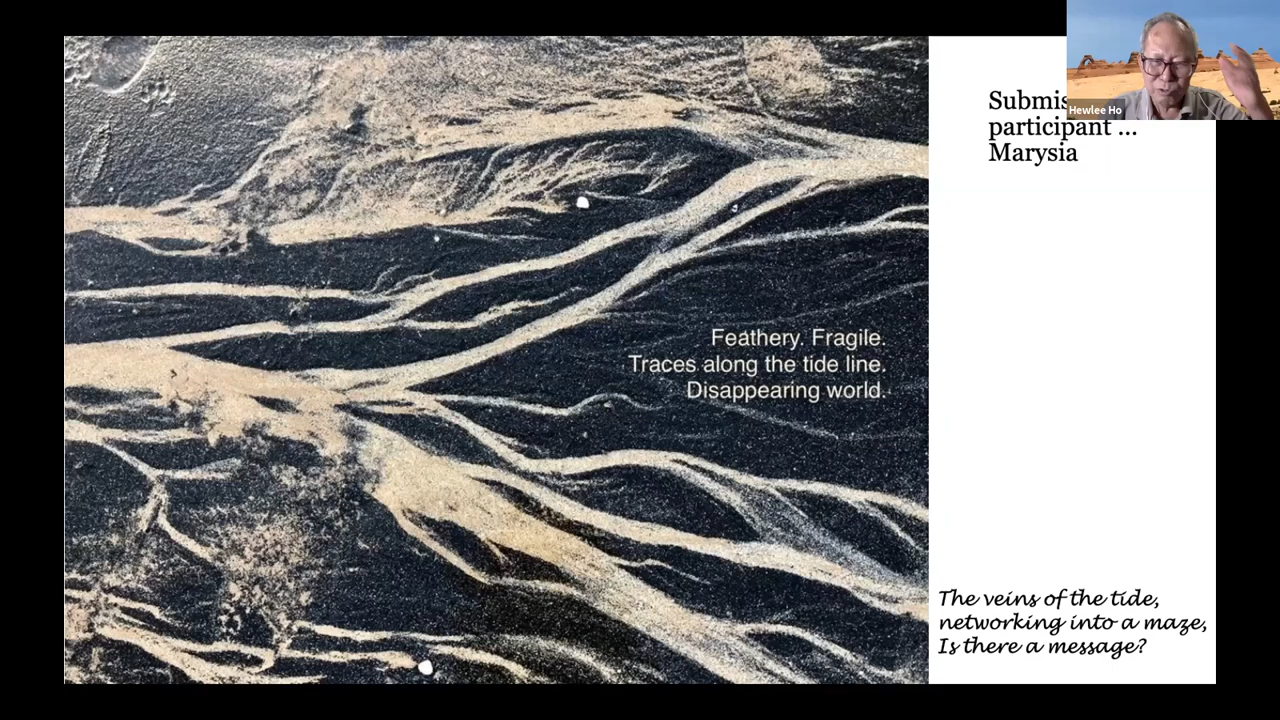 Submis
participant ...
Marysia
Hewlee Ho
Feathery. Fragile.
Traces along the tide line.
Disappearing world.
The veins of the tide,
networking into a maze,
Is there a message?